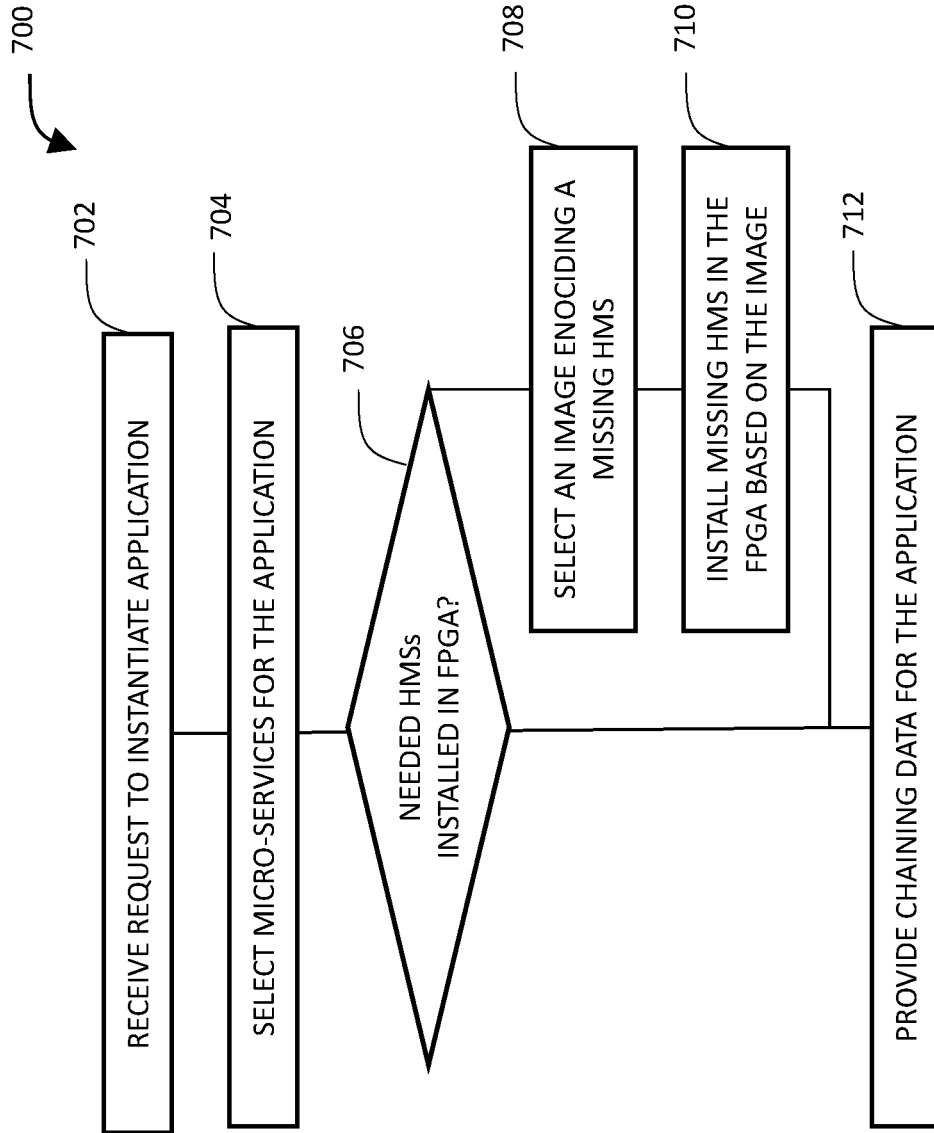 700
702
RECEIVE REQUEST TO INSTANTIATE APPLICATION
704
SELECT MICRO-SERVICES FOR THE APPLICATION
706
NEEDED HMSs
INSTALLED IN FPGA?
708
SELECT AN IMAGE ENOCIDING A
MISSING HMS
710
INSTALL MISSING HMS IN THE
FPGA BASED ON THE IMAGE
712
PROVIDE CHAINING DATA FOR THE APPLICATION